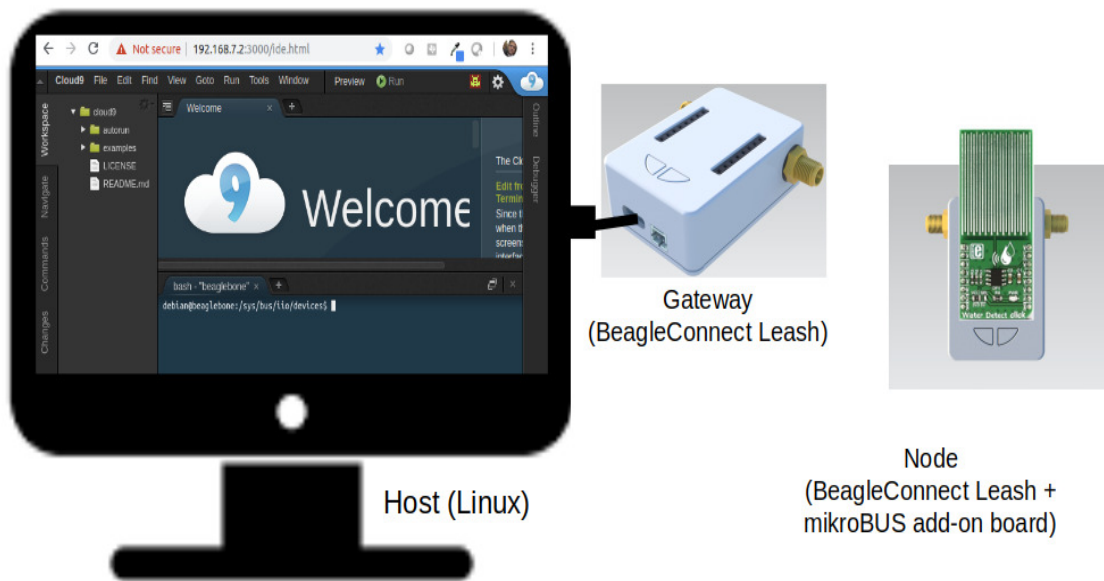 Not secure | 192.168.7.2:3000/ide.html
Cloud9 File Edit Find View Goto Run Tools Window Preview Run
Workspace
Navigate
Commands
Changes
cloud9
autorun
examples
LICENSE
README.md
Welcome
9 Welcome
The Clo
Edit fro
Termin
Since t
when th
screens
interfac
Outline
Debugger
bash - "beaglebone"
debian@beaglebone:/sys/bus/iio/devices$
Host (Linux)
Gateway
(BeagleConnect Leash)
Water Detect click
Node
(BeagleConnect Leash +
mikroBUS add-on board)